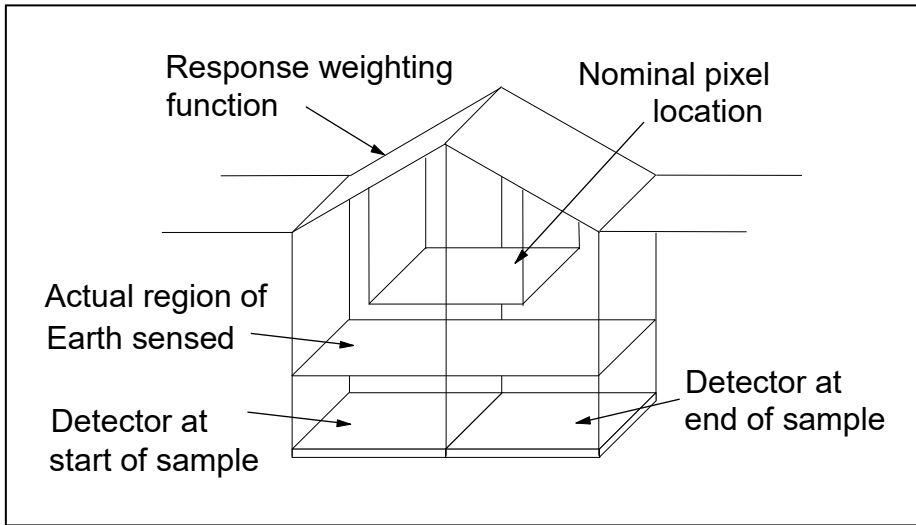 Response weighting
function
Nominal pixel
location
Actual region of
Earth sensed
Detector at
start of sample
Detector at
end of sample